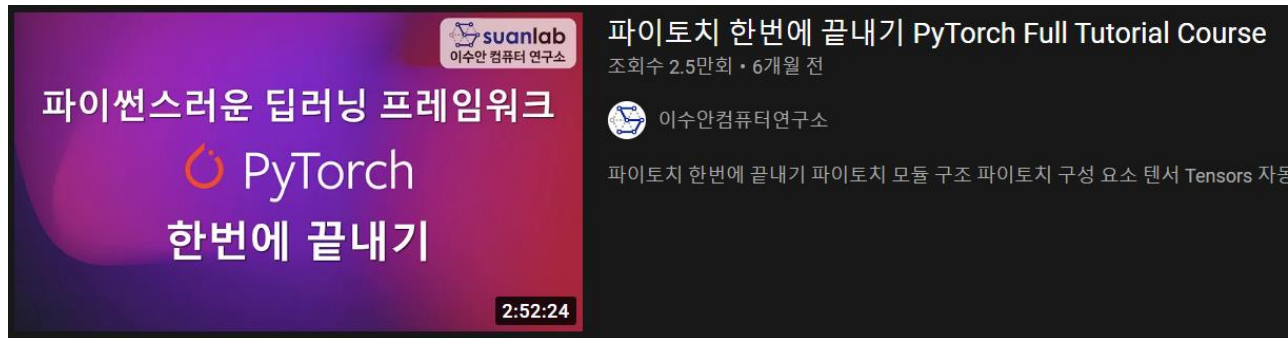 suanlab
이수안 컴퓨터 연구소
파이썬스러운 딥러닝 프레임워크
PyTorch
한번에 끝내기
2:52:24
파이토치 한번에 끝내기 PyTorch Full Tutorial Course
조회수 2.5만회 • 6개월 전
이수안컴퓨터연구소
파이토치 한번에 끝내기 파이토치 모듈 구조 파이토치 구성 요소 텐서 Tensors 자동